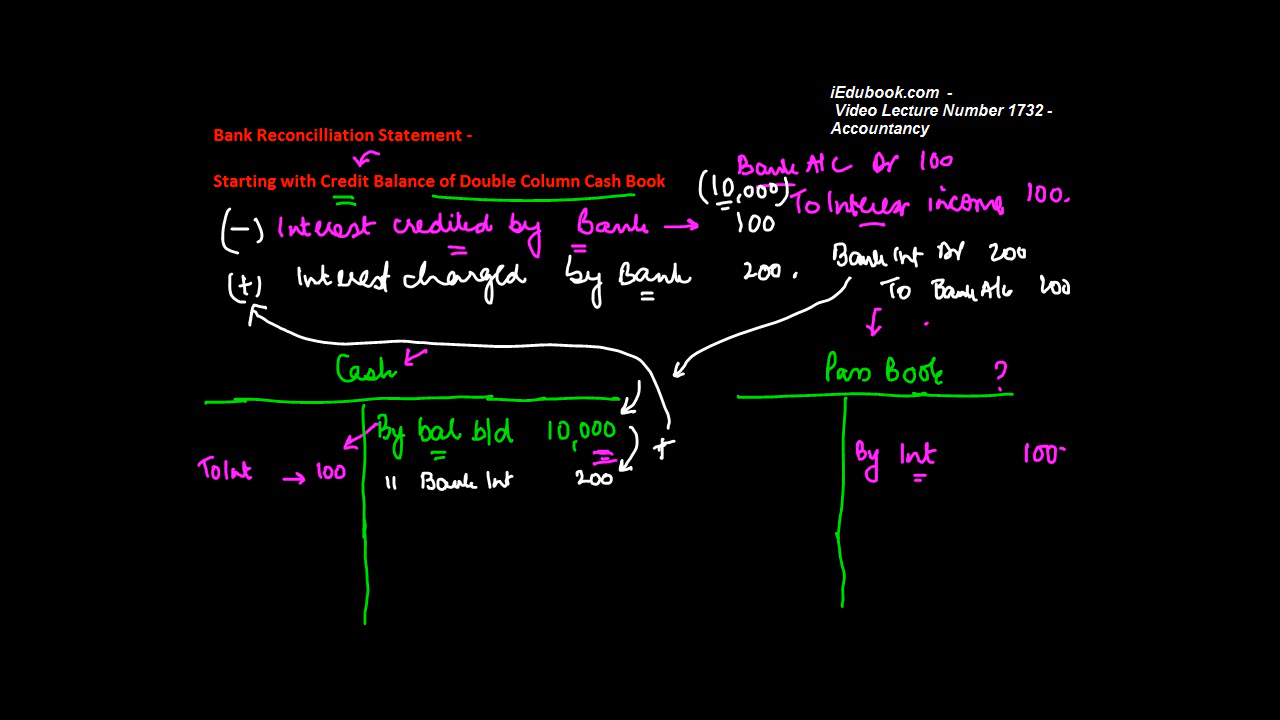 iEdubook.com -
Video Lecture Number 1732 -
Accountancy
Bank Reconcilliation Statement -
Starting with Credit Balance of Double Column Cash Book
Bank A/C Dr 100
(10,000)
To Interest income 100.
(-) Interest credited by Bank → 100
(+) Interest charged by Bank 200.
Bank Int Dr 200
To Bank A/c 200
Cash
Pass Book ?
By bal b/d 10,000
+
To Int → 100
" Bank Int 200
By Int 100